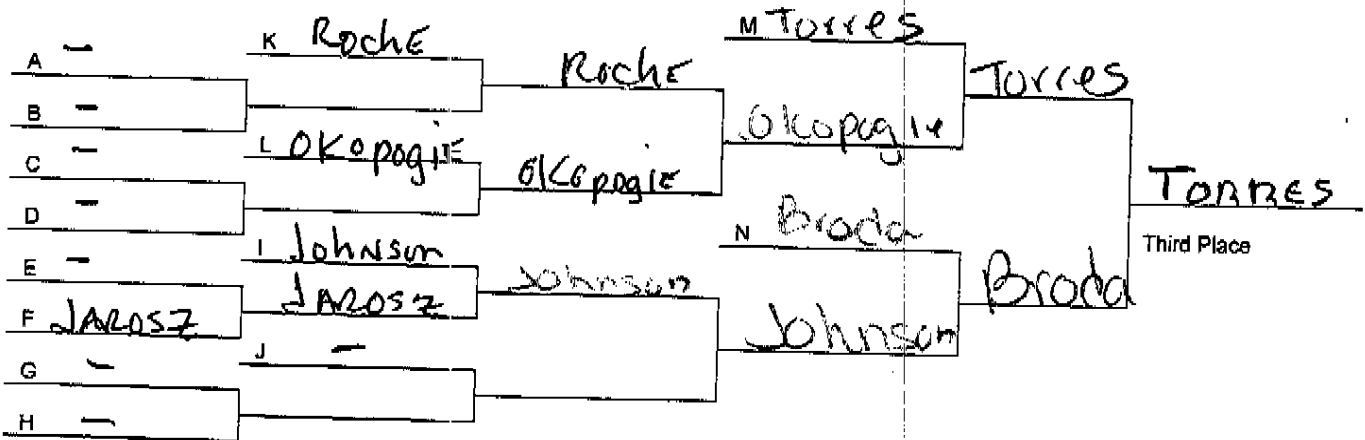 A -
B -
C -
D -
E -
F JAROSZ
G -
H -
K ROCHE
L OKOPOGIE
I JOHNSON
JAROSZ
J -
ROCHE
OKOPOGIE
Johnson
M Torres
Okopogie
N Broda
Johnson
Torres
Broda
TORRES
Third Place